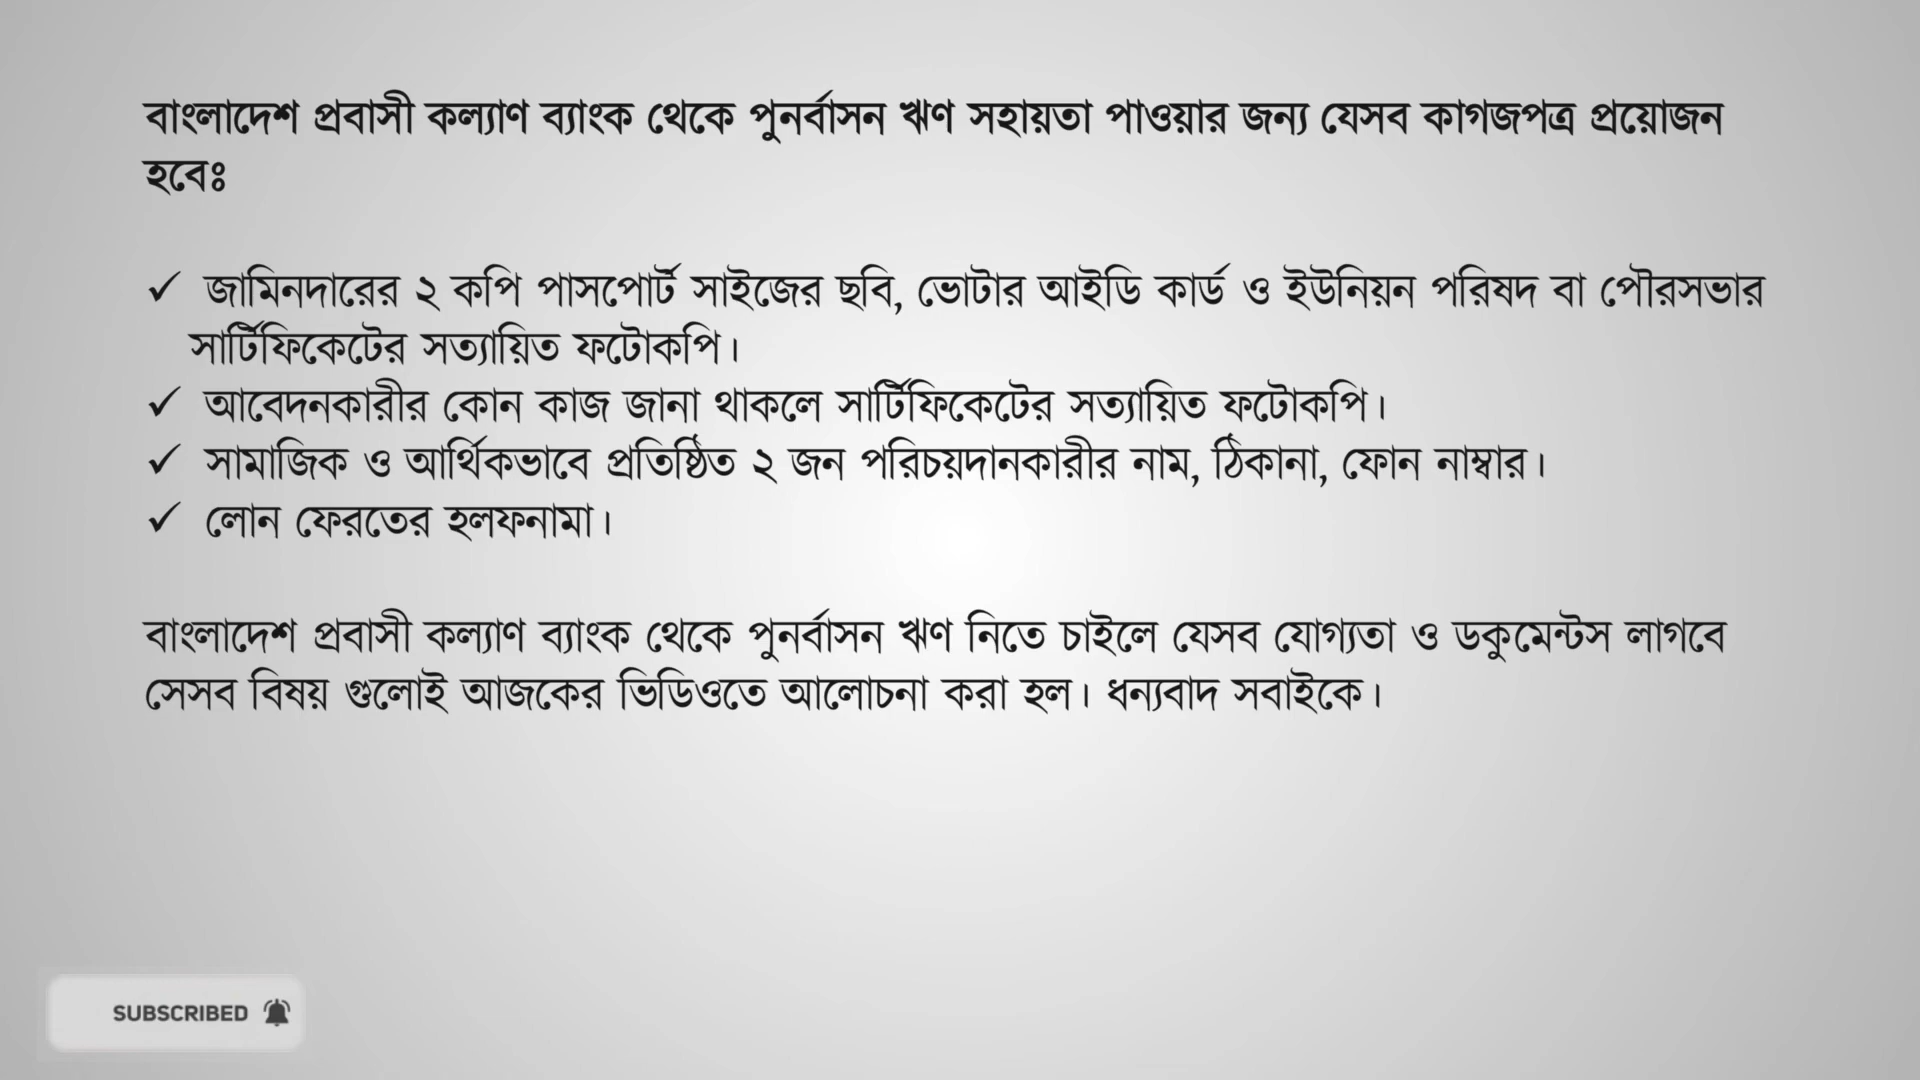 বাংলাদেশ প্রবাসী কল্যাণ ব্যাংক থেকে পুনর্বাসন ঋণ সহায়তা পাওয়ার জন্য যেসব কাগজপত্র প্রয়োজন
হবেঃ
✓ জামিনদারের ২ কপি পাসপোর্ট সাইজের ছবি, ভোটার আইডি কার্ড ও ইউনিয়ন পরিষদ বা পৌরসভার
সার্টিফিকেটের সত্যায়িত ফটোকপি।
✓ আবেদনকারীর কোন কাজ জানা থাকলে সার্টিফিকেটের সত্যায়িত ফটোকপি।
✓ সামাজিক ও আর্থিকভাবে প্রতিষ্ঠিত ২ জন পরিচয়দানকারীর নাম, ঠিকানা, ফোন নাম্বার।
✓ লোন ফেরতের হলফনামা।
বাংলাদেশ প্রবাসী কল্যাণ ব্যাংক থেকে পুনর্বাসন ঋণ নিতে চাইলে যেসব যোগ্যতা ও ডকুমেন্টস লাগবে
সেসব বিষয় গুলোই আজকের ভিডিওতে আলোচনা করা হল। ধন্যবাদ সবাইকে।
SUBSCRIBED